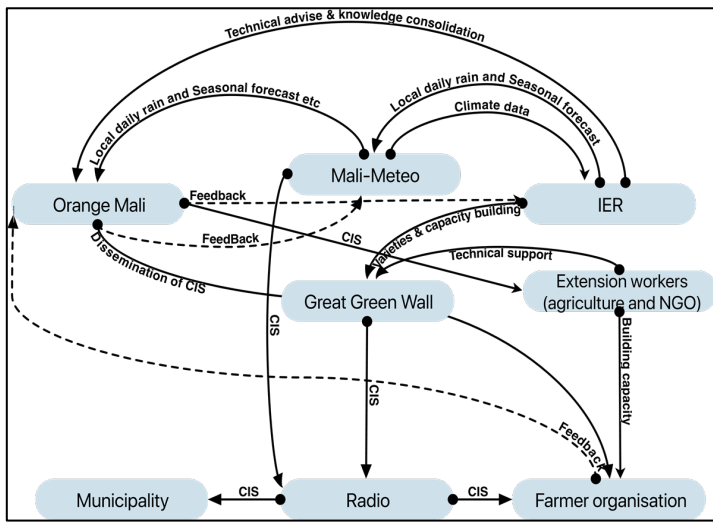 Technical advise & knowledge consolidation
Local daily rain and Seasonal forecast etc
Local daily rain and Seasonal forecast
Climate data
Mali-Meteo
Orange Mali
Feedback
IER
FeedBack
CIS
Varieties & capacity building
Technical support
Dissemination of CIS
Great Green Wall
Extension workers
(agriculture and NGO)
CIS
CIS
Building capacity
Feedback
Municipality
CIS
Radio
CIS
Farmer organisation